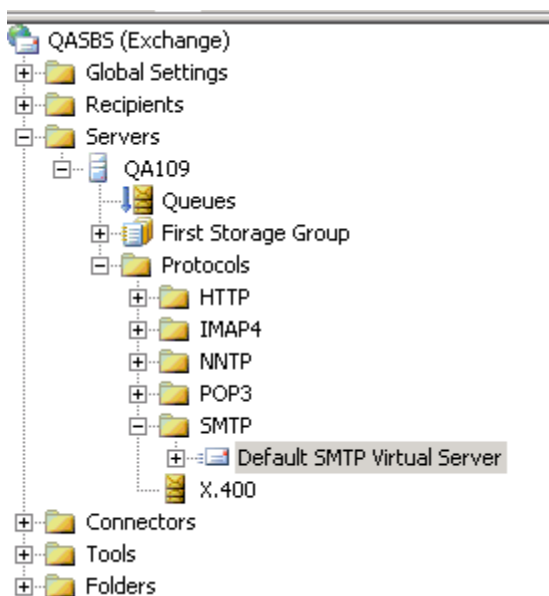 QASBS (Exchange)
Global Settings
Recipients
Servers
QA109
Queues
First Storage Group
Protocols
HTTP
IMAP4
NNTP
POP3
SMTP
Default SMTP Virtual Server
X.400
Connectors
Tools
Folders